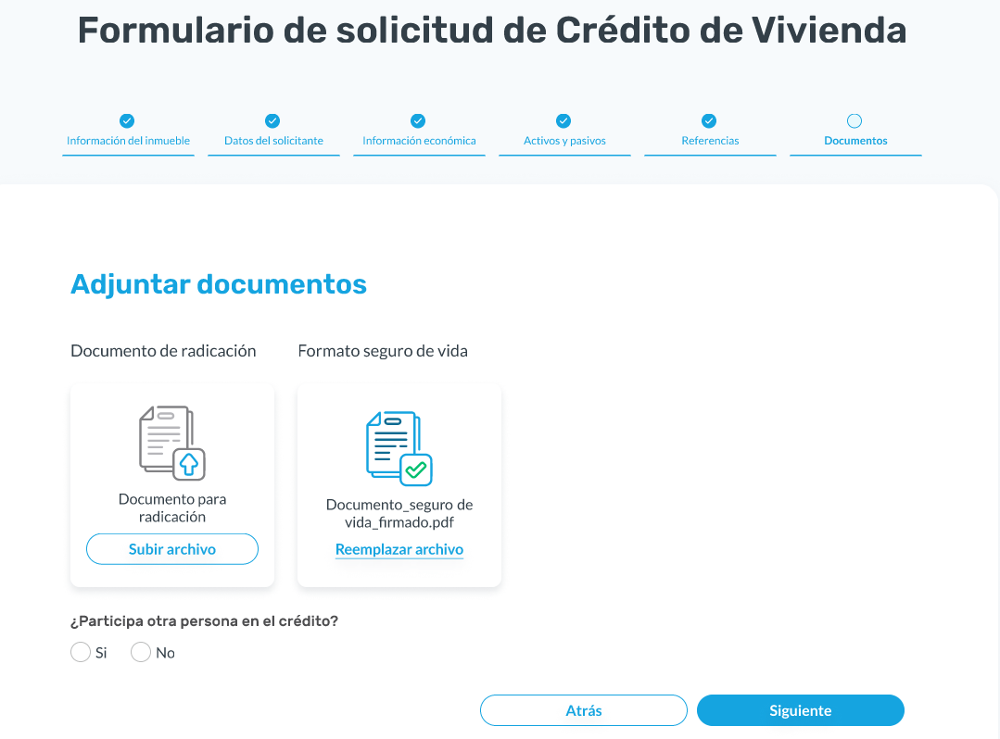 Formulario de solicitud de Crédito de Vivienda
Información del inmueble
Datos del solicitante
Información económica
Activos y pasivos
Referencias
Documentos
Adjuntar documentos
Documento de radicación
Formato seguro de vida
Documento para
radicación
Subir archivo
Documento_seguro de
vida_firmado.pdf
Reemplazar archivo
¿Participa otra persona en el crédito?
Si
No
Atrás
Siguiente